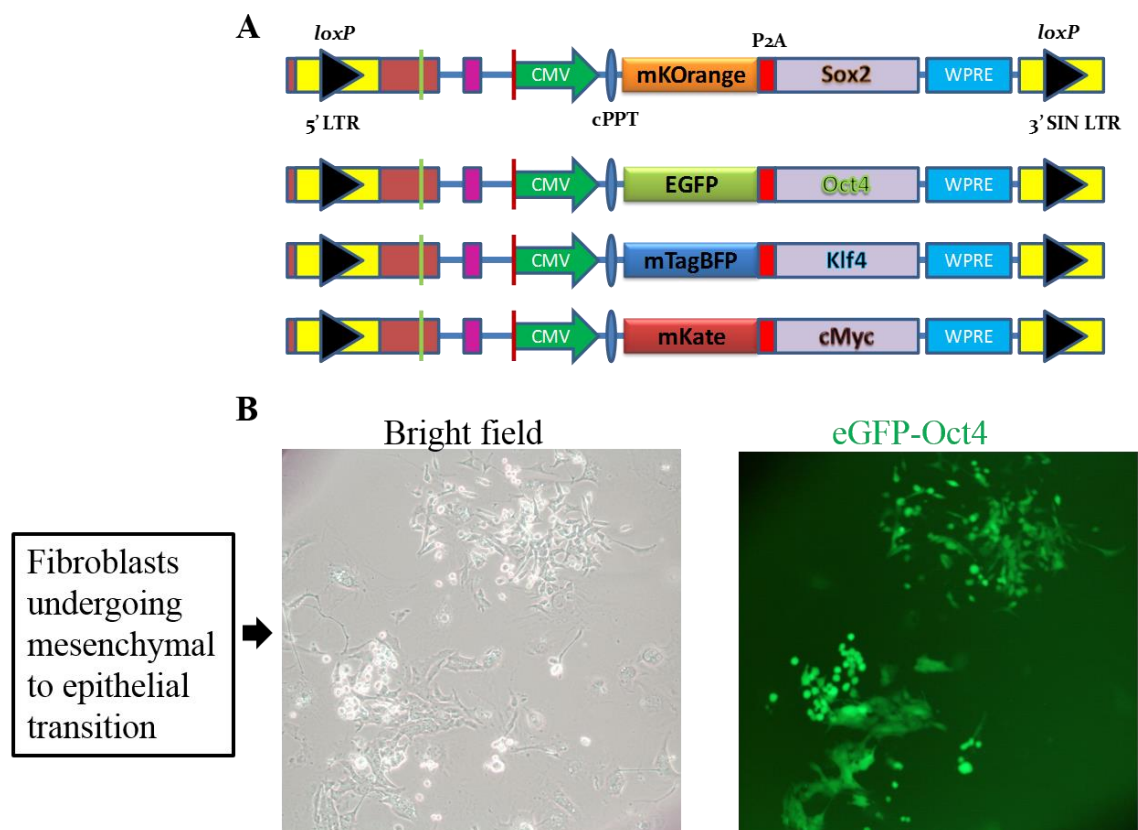 A
loxP
P2A
loxP
CMV
mKOrange
Sox2
WPRE
5' LTR
cPPT
3' SIN LTR
CMV
EGFP
Oct4
WPRE
CMV
mTagBFP
Klf4
WPRE
CMV
mKate
cMyc
WPRE
B
Bright field
eGFP-Oct4
Fibroblasts
undergoing
mesenchymal
to epithelial
transition